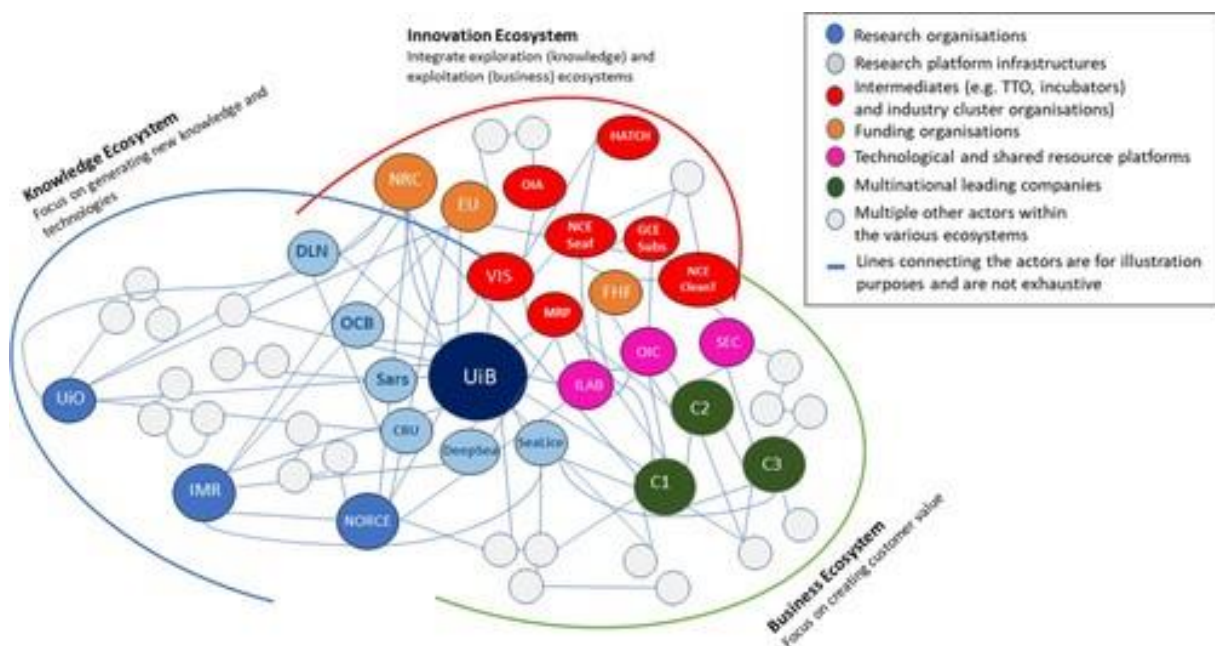 Innovation Ecosystem
Integrate exploration (knowledge) and
exploitation (business) ecosystems
Knowledge Ecosystem
Focus on generating new knowledge and
technologies
Research organisations
Research platform infrastructures
Intermediates (e.g. TTO, incubators)
and industry cluster organisations)
Funding organisations
Technological and shared resource platforms
Multinational leading companies
Multiple other actors within
the various ecosystems
Lines connecting the actors are for illustration
purposes and are not exhaustive
HATCH
NRC
OIA
EU
NCE
Seaf
GCE
Subs
DLN
VIS
NCE
CleanT
FHF
MRP
OCB
OIC
SEC
UiB
Sars
ILAB
UiO
C2
CBU
DeepSea
SeaLice
C3
C1
IMR
NORCE
Business Ecosystem
Focus on creating customer value